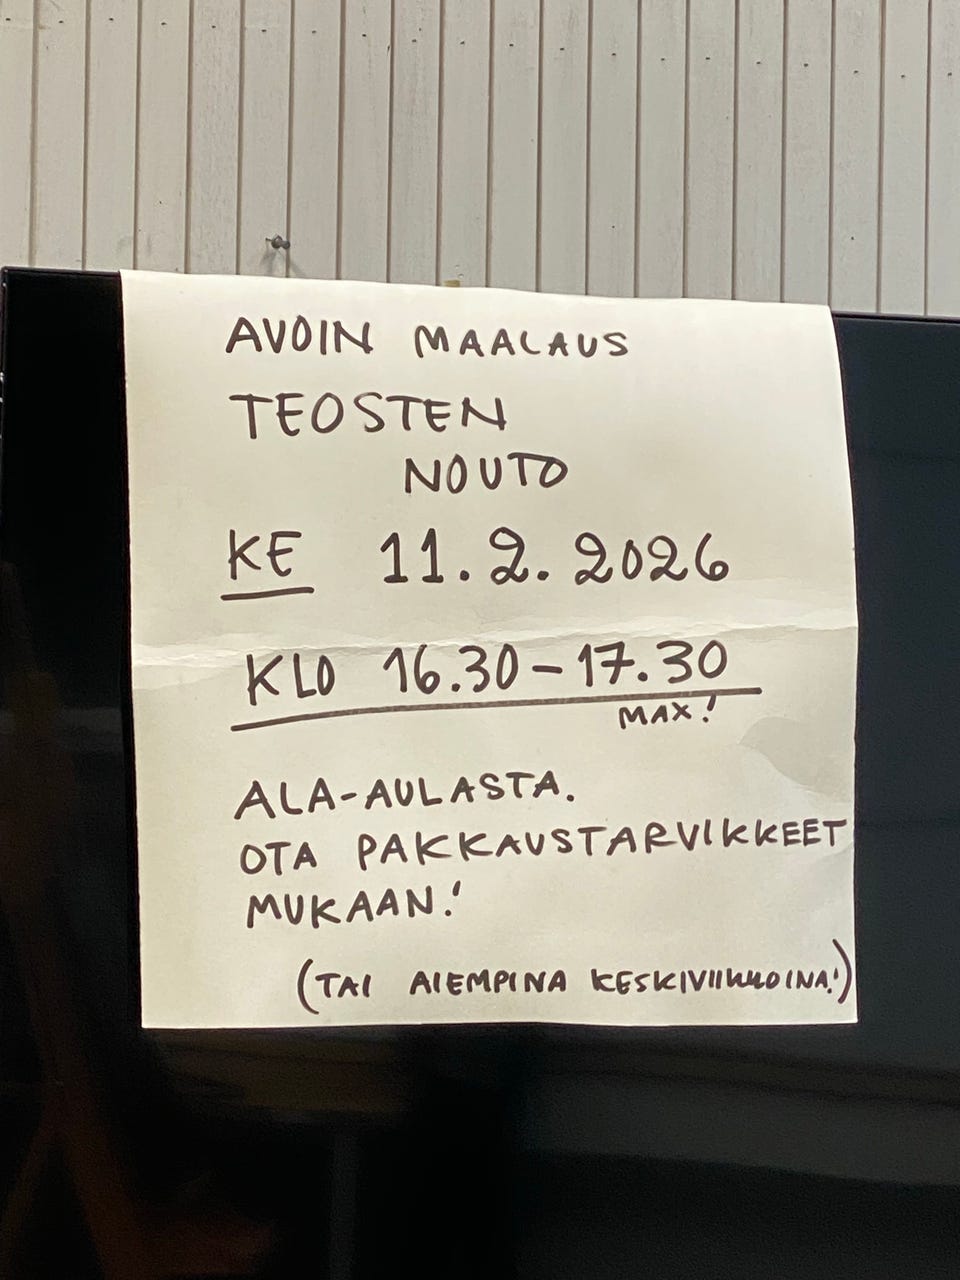 AVOIN MAALAUS
TEOSTEN
NOUTO
KE 11.2.2026
KLO 16.30-17.30
MAX!
ALA-AULASTA.
OTA PAKKAUSTARVIKKEET
MUKAAN!
(TAI AIEMPINA KESKIVIIKKOINA!)